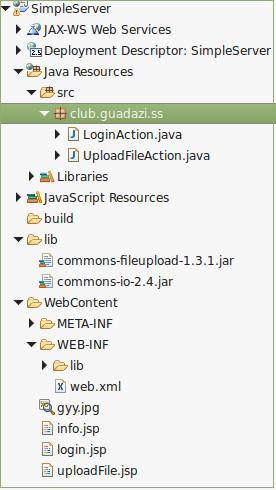 SimpleServer
JAX-WS Web Services
Deployment Descriptor: SimpleServer
Java Resources
src
club.guadazi.ss
LoginAction.java
UploadFileAction.java
Libraries
JavaScript Resources
build
lib
commons-fileupload-1.3.1.jar
commons-io-2.4.jar
WebContent
META-INF
WEB-INF
lib
web.xml
gyy.jpg
info.jsp
login.jsp
uploadFile.jsp